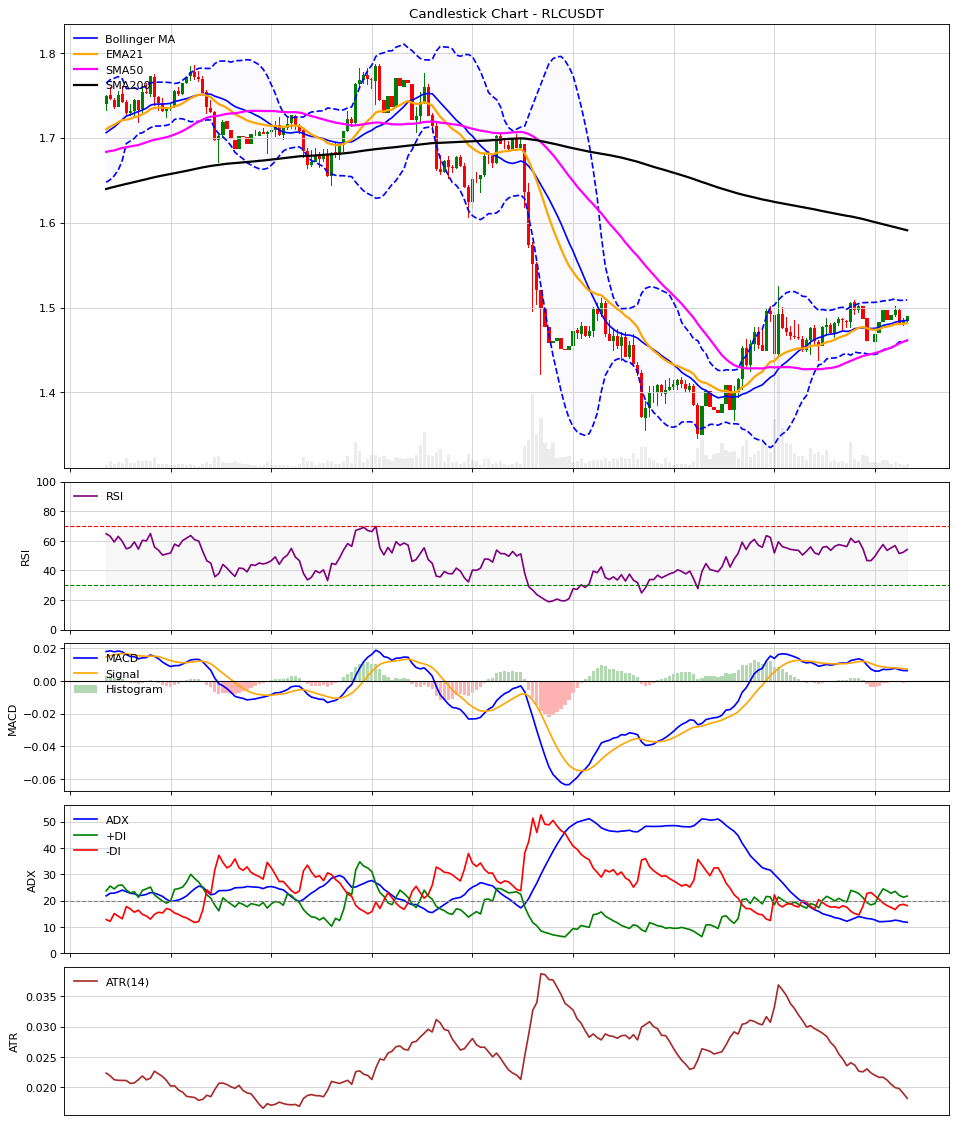 Candlestick Chart - RLCUSDT
Bollinger MA
EMA21
SMA50
SMA200
1.8
1.7
1.6
1.5
1.4
RSI
100
80
60
40
20
0
RSI
MACD
Signal
Histogram
0.02
0.00
−0.02
−0.04
−0.06
MACD
ADX
+DI
-DI
50
40
30
20
10
0
ADX
ATR(14)
0.035
0.030
0.025
0.020
ATR